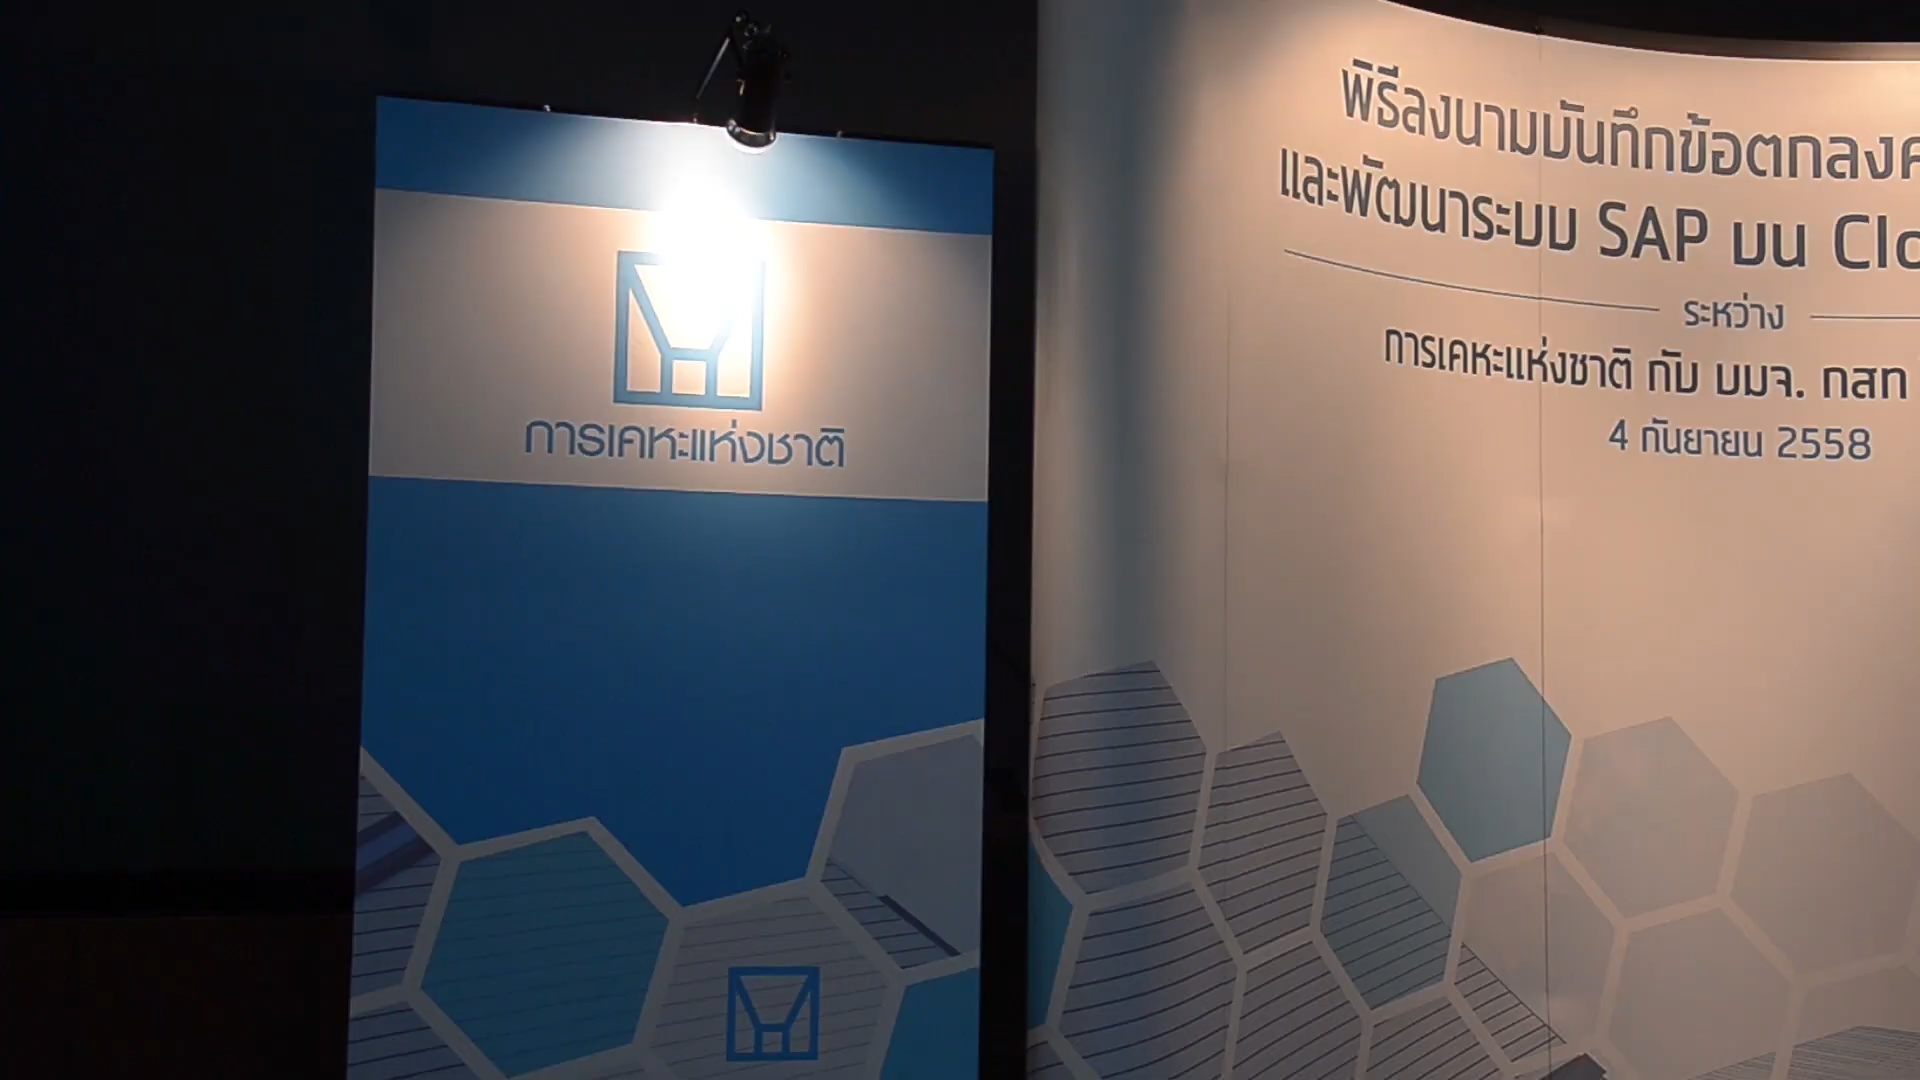 การเคหะแห่งชาติ
พิธีลงนามบันทึกข้อตกลง
และพัฒนาระบบ SAP บน
ระหว่าง
การเคหะแห่งชาติ กับ บมจ. กสท
4 กันยายน 2558